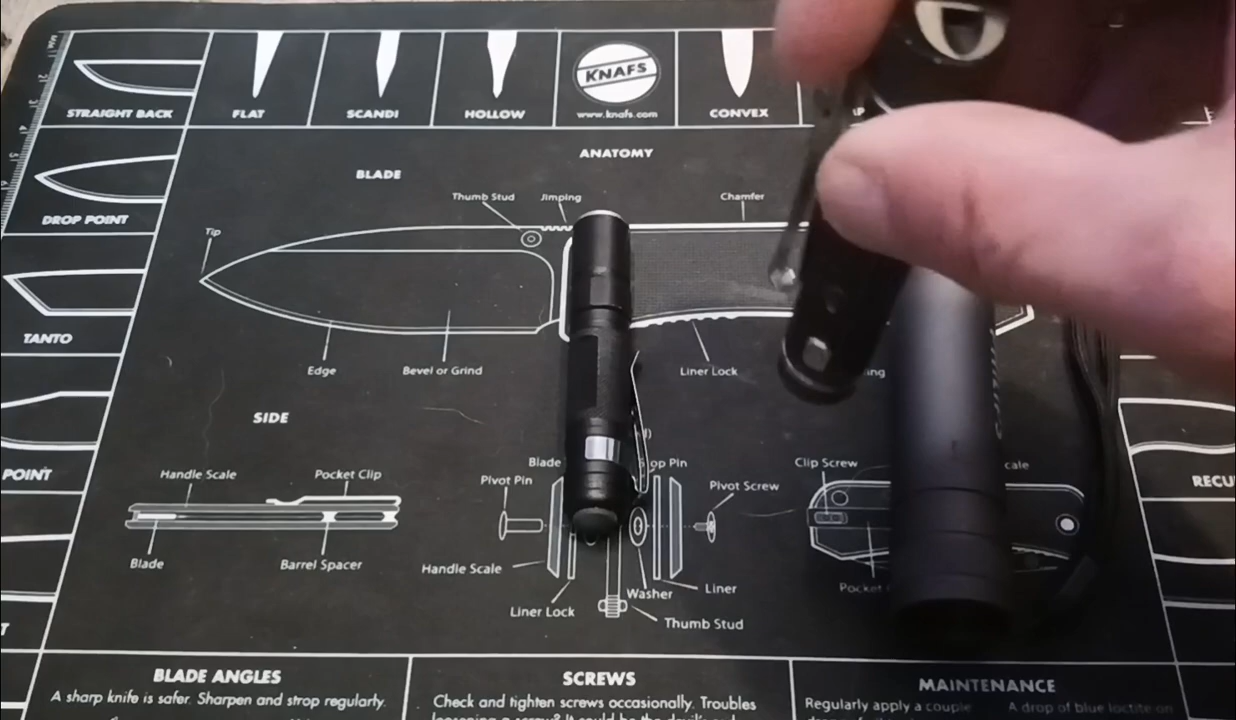 STRAIGHT BACK
FLAT
SCANDI
HOLLOW
KNAFS
www.knafs.com
CONVEX
ANATOMY
DROP POINT
BLADE
Thumb Stud
Jimping
Chamfer
Tip
TANTO
Edge
Bevel or Grind
Liner Lock
SIDE
POINT
Handle Scale
Pocket Clip
Blade
Pivot Pin
Pivot Screw
Clip Screw
RECU
Blade
Barrel Spacer
Handle Scale
Liner Lock
Washer
Liner
Thumb Stud
Pocket
BLADE ANGLES
A sharp knife is safer. Sharpen and strop regularly.
SCREWS
Check and tighten screws occasionally. Troubles
MAINTENANCE
Regularly apply a couple
A drop of blue loctite on